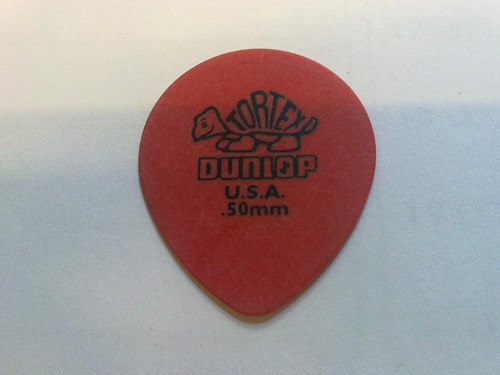 TORTEX
DUNLOP
U.S.A.
.50mm